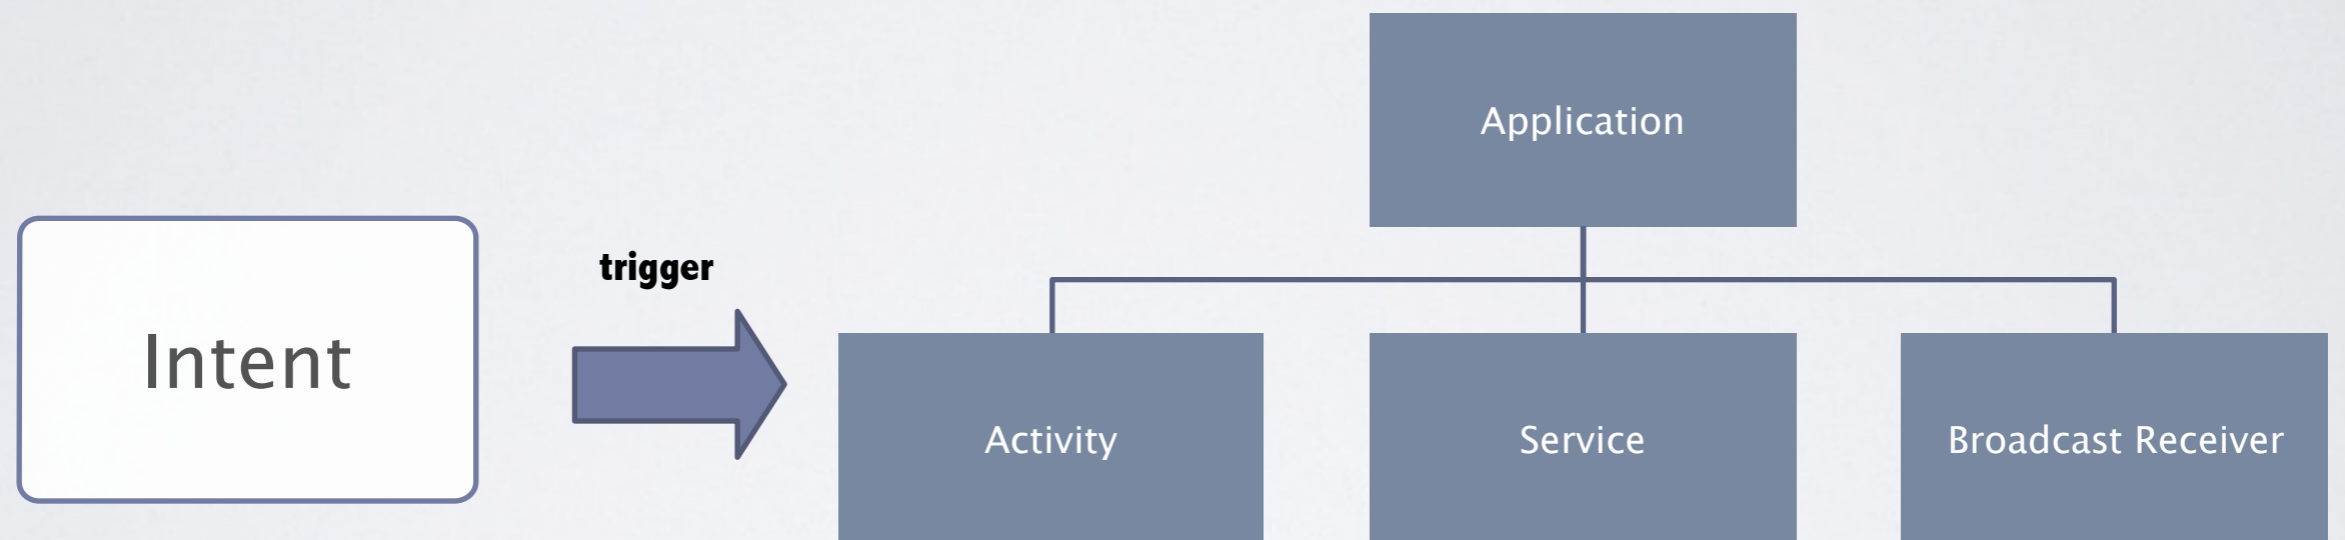 Application
trigger
Intent
Activity
Service
Broadcast Receiver